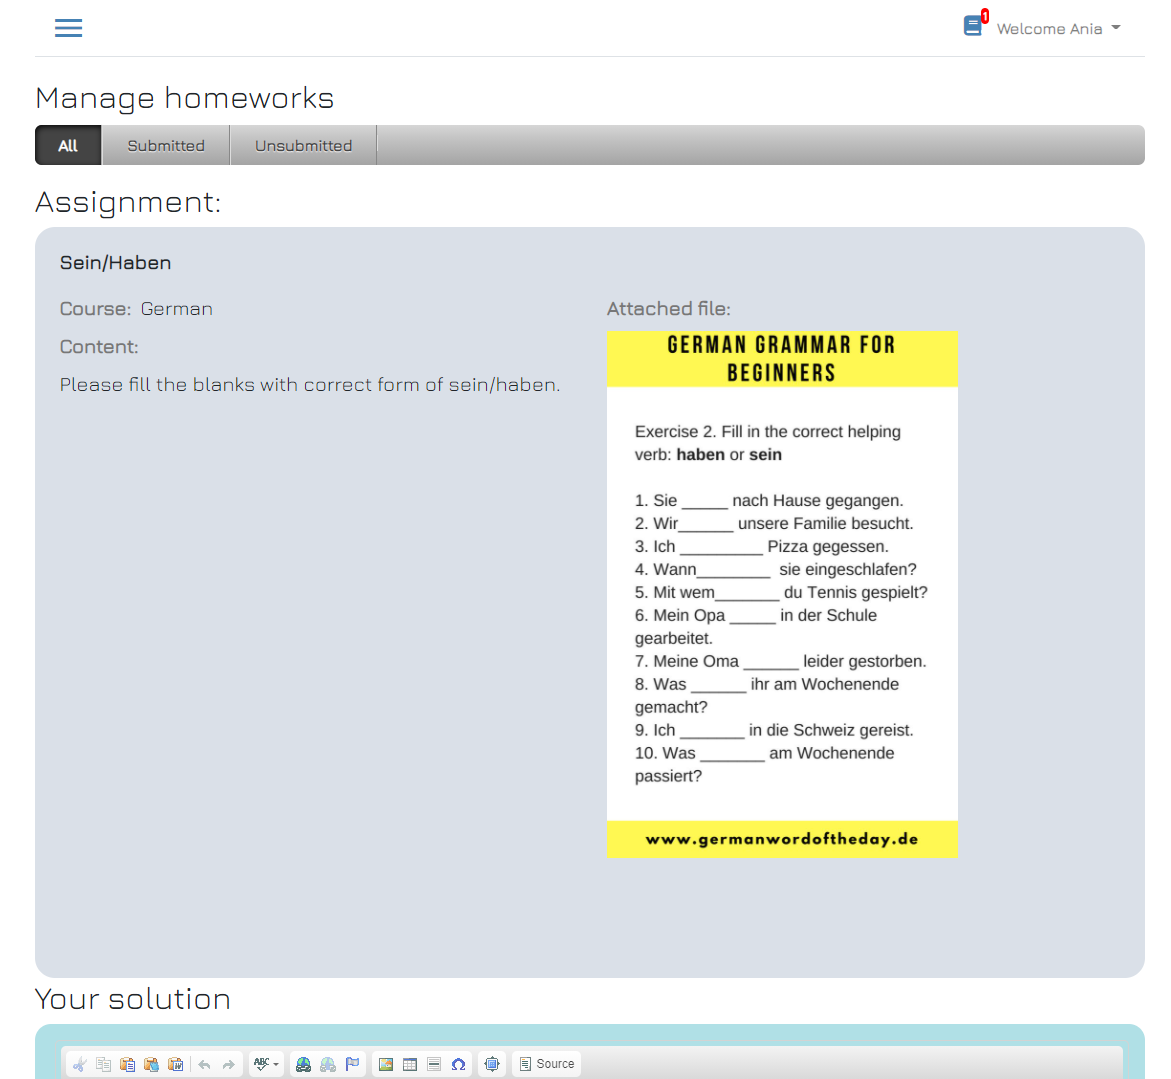 1
Welcome Ania
Manage homeworks
All Submitted Unsubmitted
Assignment:
Sein/Haben
Course: German
Content:
Please fill the blanks with correct form of sein/haben.
Attached file:
GERMAN GRAMMAR FOR
BEGINNERS
Exercise 2. Fill in the correct helping
verb: haben or sein
1. Sie _____ nach Hause gegangen.
2. Wir______ unsere Familie besucht.
3. Ich _________ Pizza gegessen.
4. Wann________ sie eingeschlafen?
5. Mit wem_______ du Tennis gespielt?
6. Mein Opa _____ in der Schule
gearbeitet.
7. Meine Oma ______ leider gestorben.
8. Was ______ ihr am Wochenende
gemacht?
9. Ich _______ in die Schweiz gereist.
10. Was _______ am Wochenende
passiert?
www.germanwordoftheday.de
Your solution
ABC Source